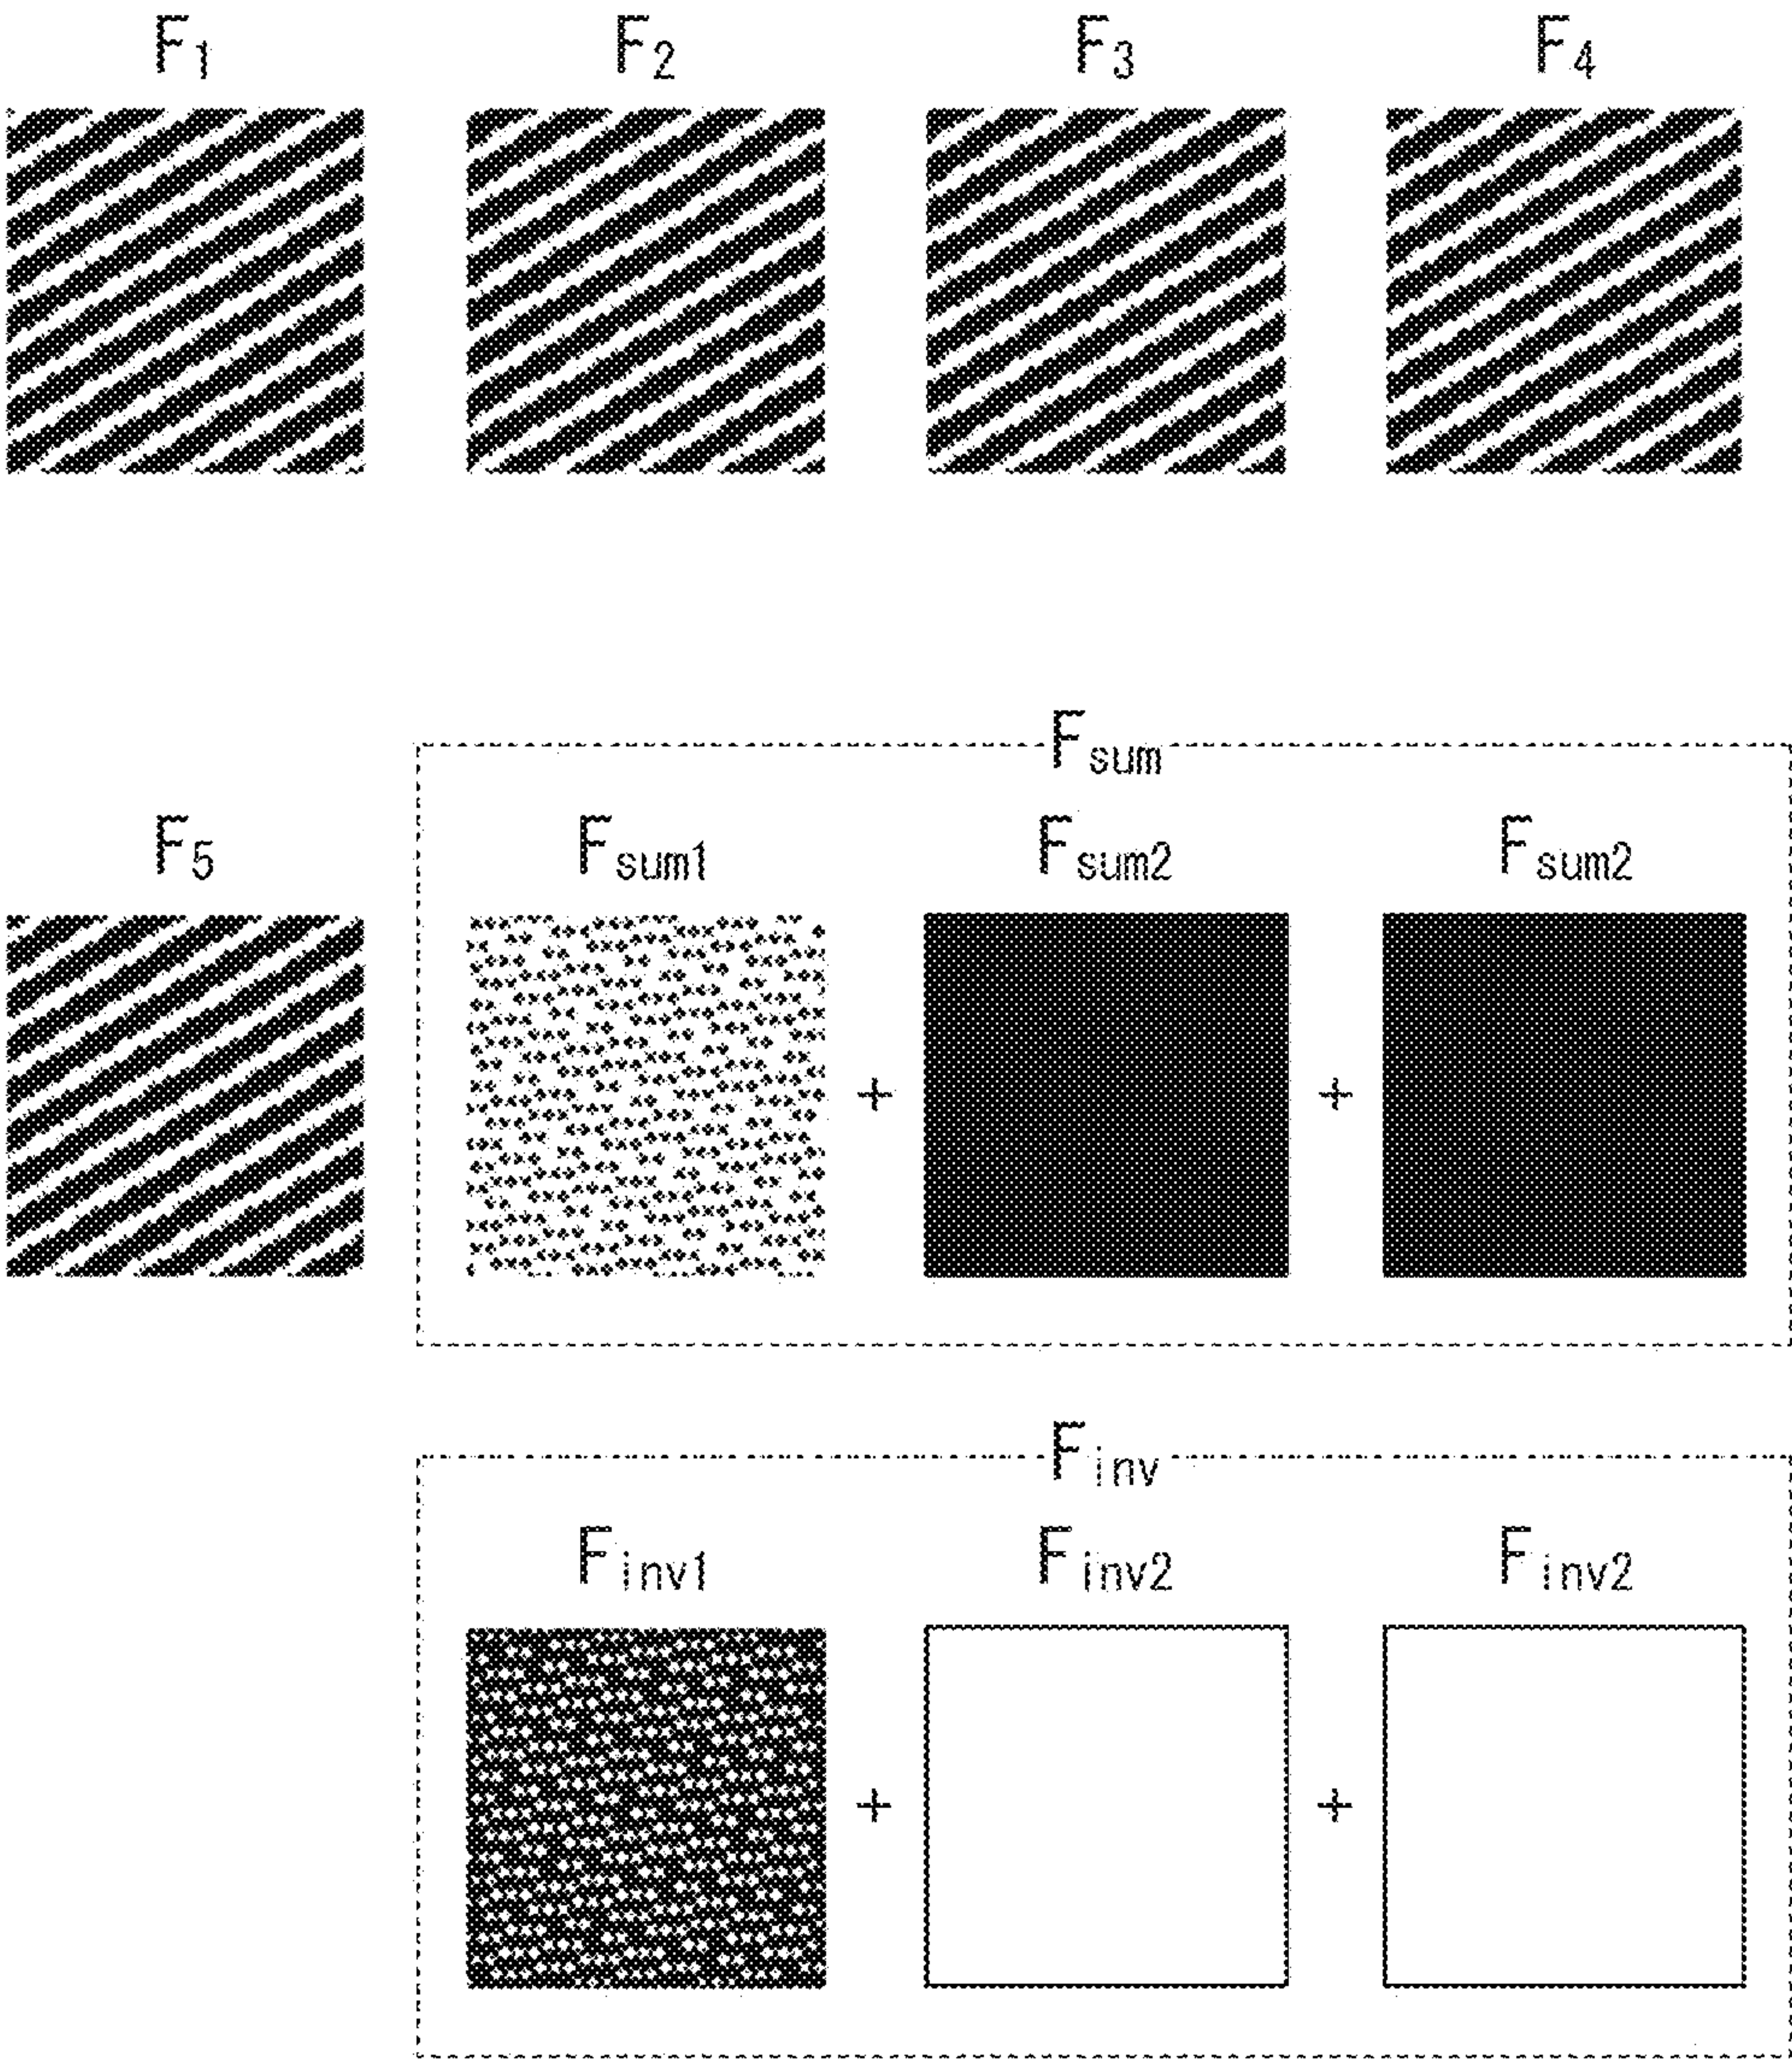 F1 F2 F3 F4
Fsum
F5 Fsum1 Fsum2 Fsum2
+ +
Finv
Finv1 Finv2 Finv2
+ +